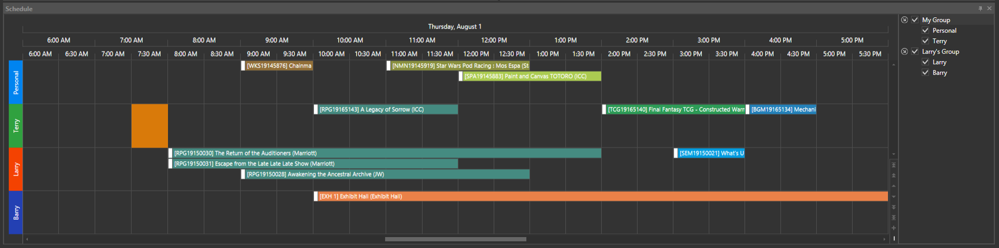 Schedule
Thursday, August 1
6:00 AM 7:00 AM 8:00 AM 9:00 AM 10:00 AM 11:00 AM 12:00 PM 1:00 PM 2:00 PM 3:00 PM 4:00 PM 5:00 PM
6:00 AM 6:30 AM 7:00 AM 7:30 AM 8:00 AM 8:30 AM 9:00 AM 9:30 AM 10:00 AM 10:30 AM 11:00 AM 11:30 AM 12:00 PM 12:30 PM 1:00 PM 1:30 PM 2:00 PM 2:30 PM 3:00 PM 3:30 PM 4:00 PM 4:30 PM 5:00 PM 5:30 PM
Personal
[WKS19145876] Chainma
[NMN19145919] Star Wars Pod Racing : Mos Espa (St
[SPA19145883] Paint and Canvas TOTORO (ICC)
Terry
[RPG19165143] A Legacy of Sorrow (ICC)
[TCG19165140] Final Fantasy TCG - Constructed Warm
[BGM19165134] Mechani
Larry
[RPG19150030] The Return of the Auditioners (Marriott)
[SEM19150021] What's U
[RPG19150031] Escape from the Late Late Late Show (Marriott)
[RPG19150028] Awakening the Ancestral Archive (JW)
Barry
[EXH 1] Exhibit Hall (Exhibit Hall)
My Group
Personal
Terry
Larry's Group
Larry
Barry